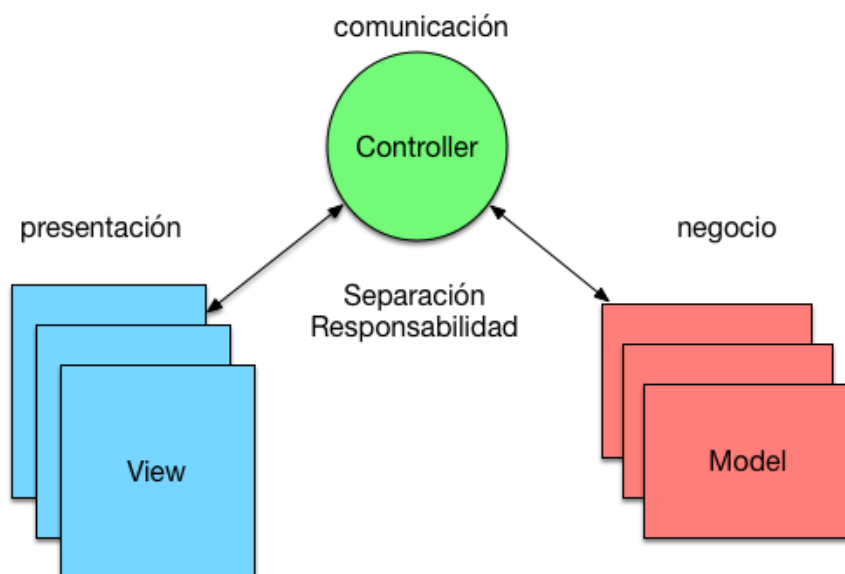 comunicación
Controller
presentación
negocio
Separación
Responsabilidad
View
Model